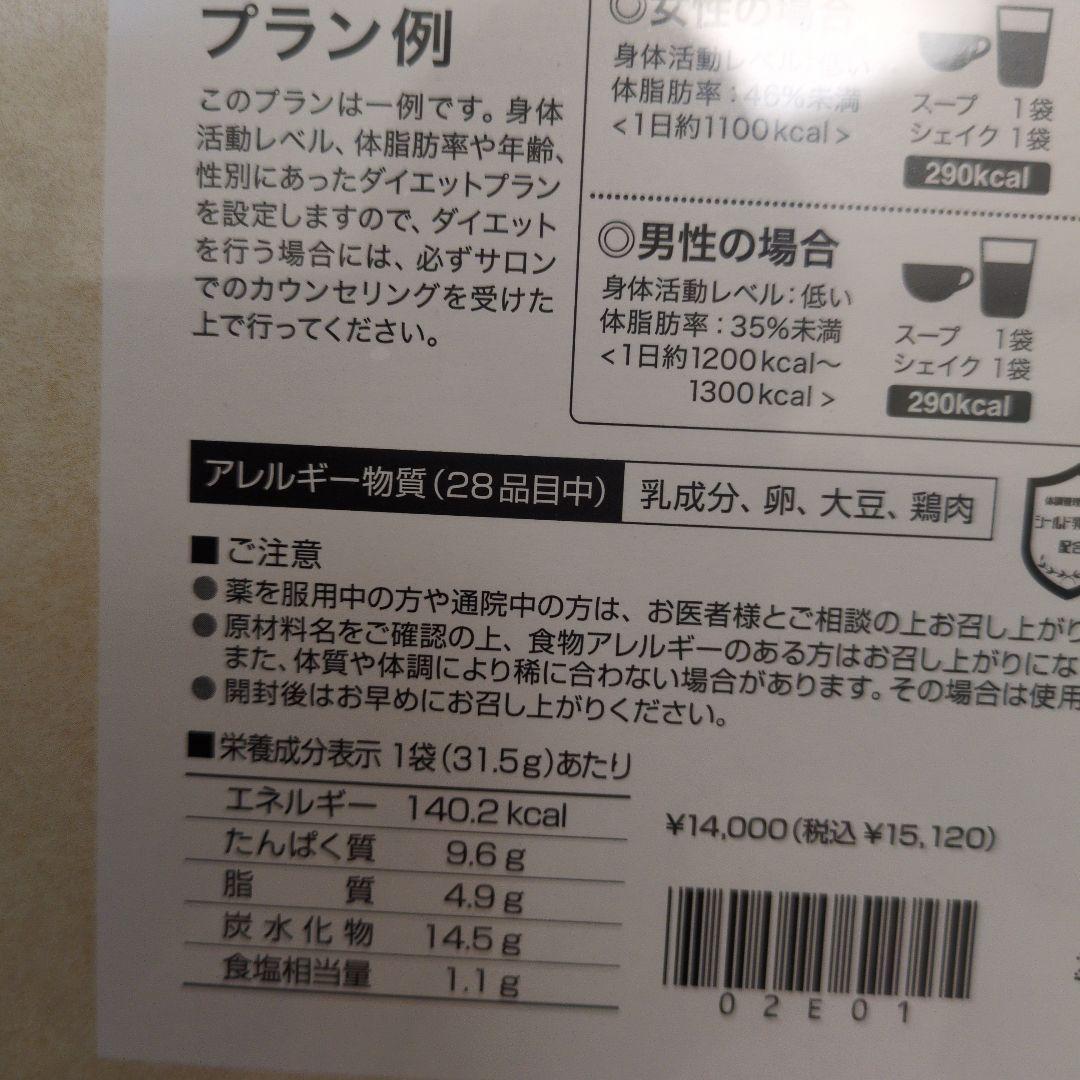 プラン例
このプランは一例です。身体
活動レベル、体脂肪率や年齢、
性別にあったダイエットプラン
を設定しますので、ダイエット
を行う場合には、必ずサロン
でのカウンセリングを受けた
上で行ってください。
◎女性の場合
身体活動レベル:低い
体脂肪率:46%未満
<1日約1100kcal>
スープ 1袋
シェイク 1袋
290kcal
◎男性の場合
身体活動レベル:低い
体脂肪率:35%未満
<1日約1200kcal〜
1300kcal>
スープ 1袋
シェイク 1袋
290kcal
アレルギー物質(28品目中) 乳成分、卵、大豆、鶏肉
■ご注意
●薬を服用中の方や通院中の方は、お医者様とご相談の上お召し上がり
●原材料名をご確認の上、食物アレルギーのある方はお召し上がりにな
また、体質や体調により稀に合わない場合があります。その場合は使用
●開封後はお早めにお召し上がりください。
■栄養成分表示 1袋(31.5g)あたり
エネルギー 140.2kcal
たんぱく質 9.6g
脂質 4.9g
炭水化物 14.5g
食塩相当量 1.1g
¥14,000(税込 ¥15,120)
02E01